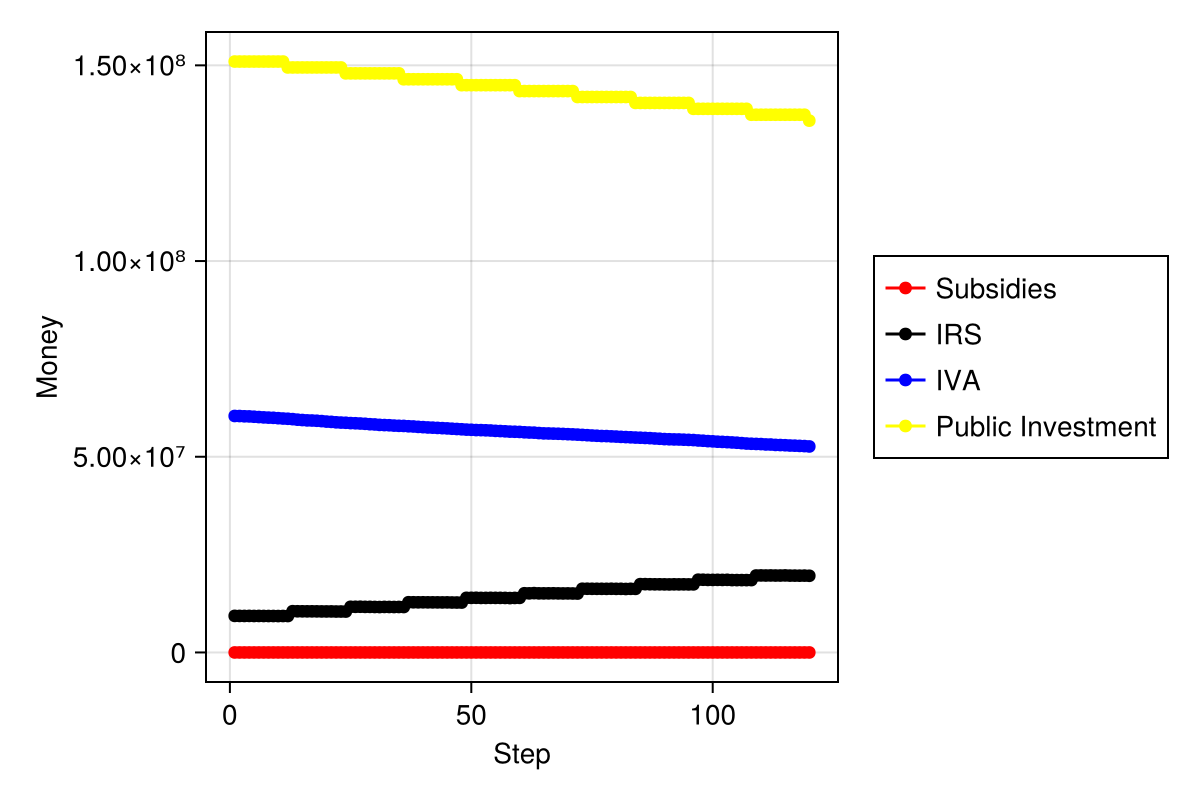 1.50×10⁸
1.00×10⁸
5.00×10⁷
0
Money
0 50 100
Step
Subsidies
IRS
IVA
Public Investment